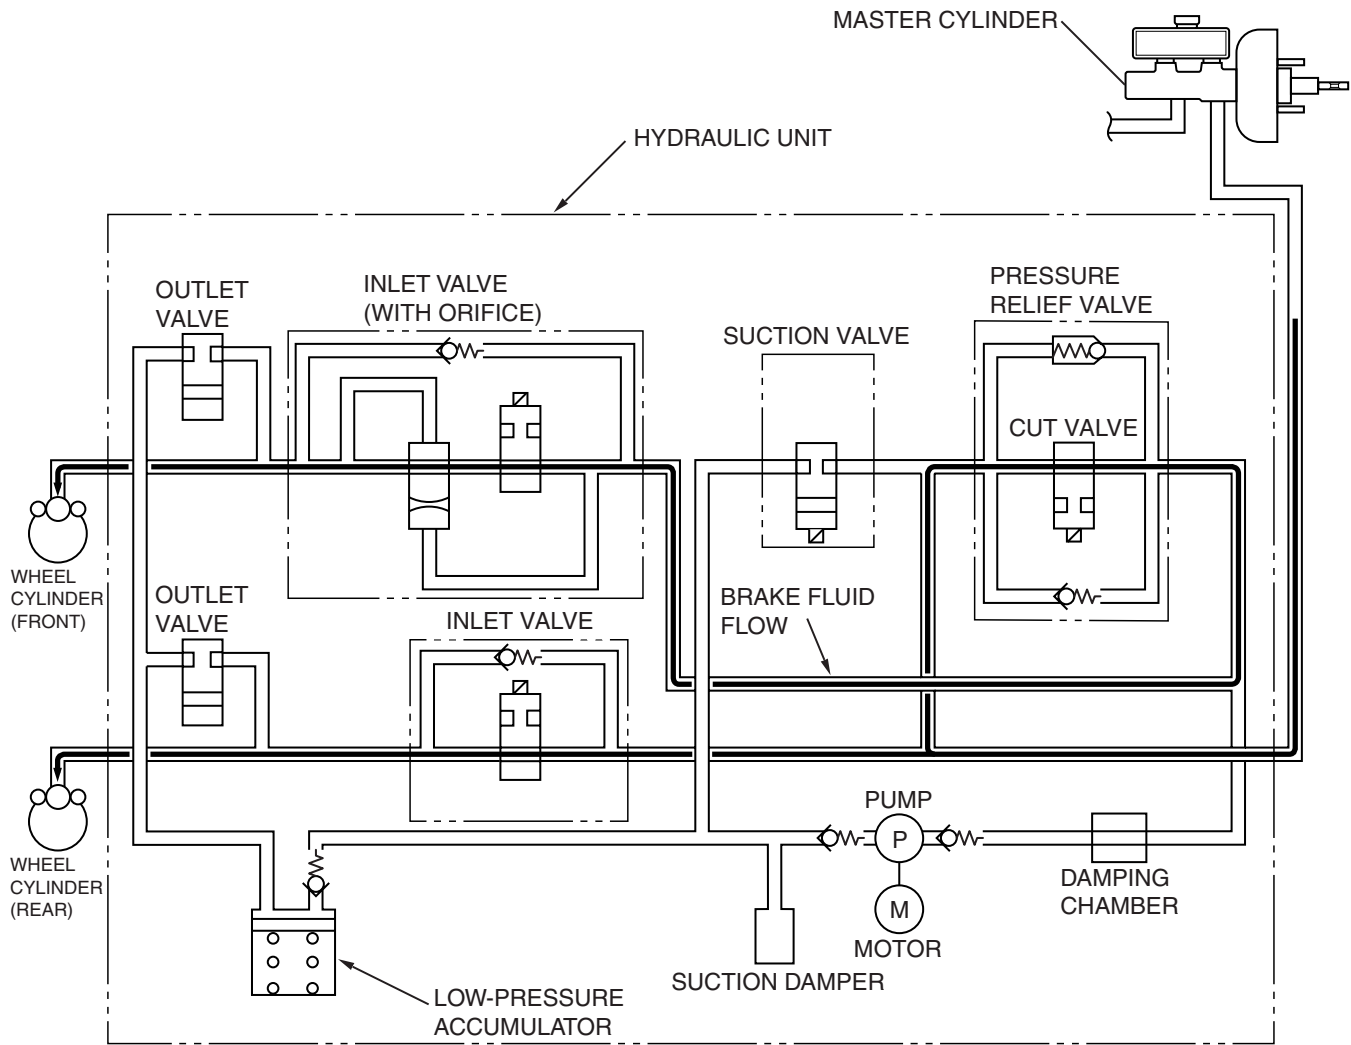 MASTER CYLINDER
HYDRAULIC UNIT
OUTLET
VALVE
INLET VALVE
(WITH ORIFICE)
SUCTION VALVE
PRESSURE
RELIEF VALVE
CUT VALVE
WHEEL
CYLINDER
(FRONT)
OUTLET
VALVE
INLET VALVE
BRAKE FLUID
FLOW
WHEEL
CYLINDER
(REAR)
PUMP
P
M
MOTOR
DAMPING
CHAMBER
SUCTION DAMPER
LOW-PRESSURE
ACCUMULATOR